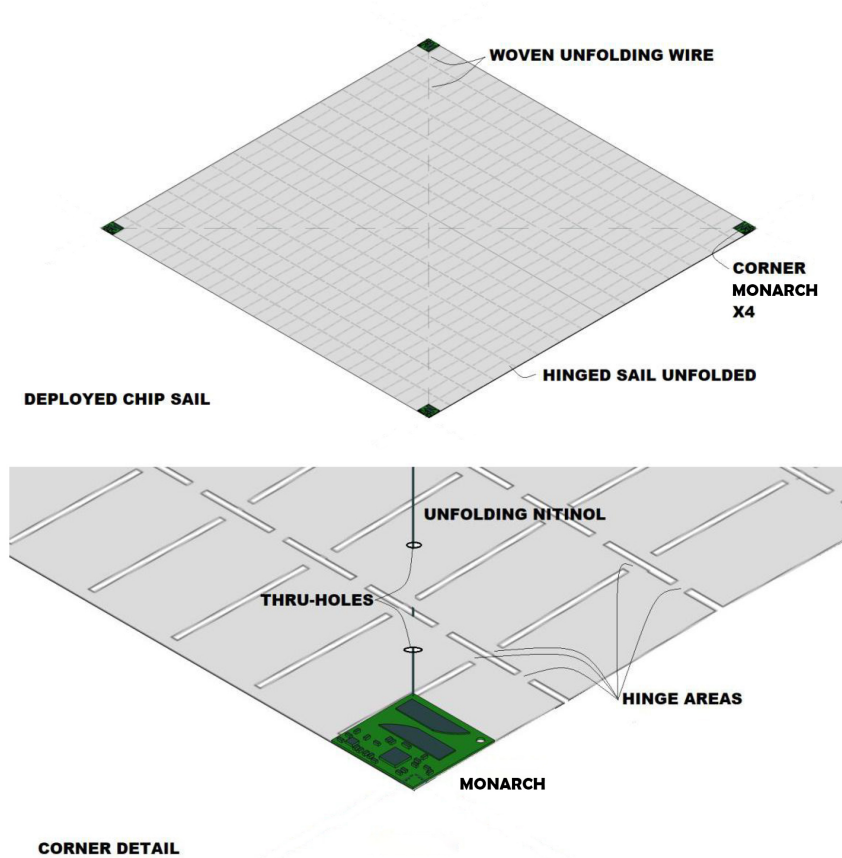 WOVEN UNFOLDING WIRE
CORNER
MONARCH
X4
HINGED SAIL UNFOLDED
DEPLOYED CHIP SAIL
UNFOLDING NITINOL
THRU-HOLES
HINGE AREAS
MONARCH
CORNER DETAIL